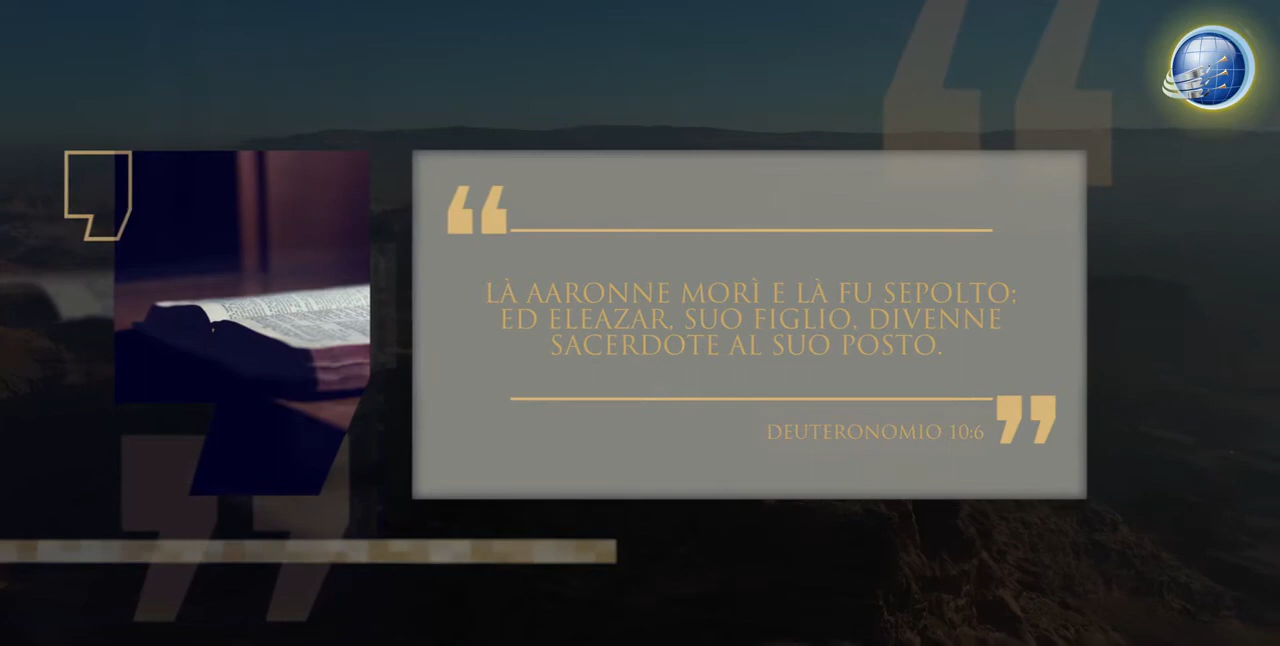 LÀ AARONNE MORÌ E LÀ FU SEPOLTO;
ED ELEAZAR, SUO FIGLIO, DIVENNE
SACERDOTE AL SUO POSTO.
DEUTERONOMIO 10:6